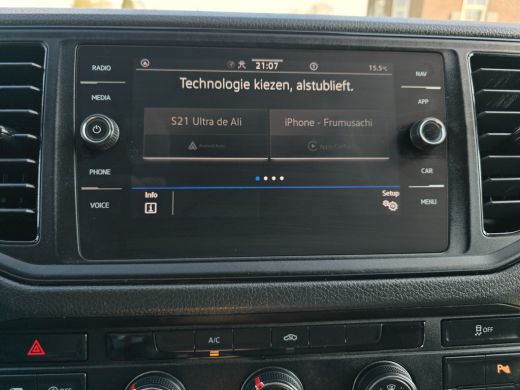 21:07
15.5°C
RADIO
Technologie kiezen, alstublieft.
NAV
MEDIA
APP
S21 Ultra de Ali
iPhone - Frumusachi
Android Auto
Apple CarPlay
PHONE
CAR
Info
Setup
VOICE
MENU
A/C
OFF